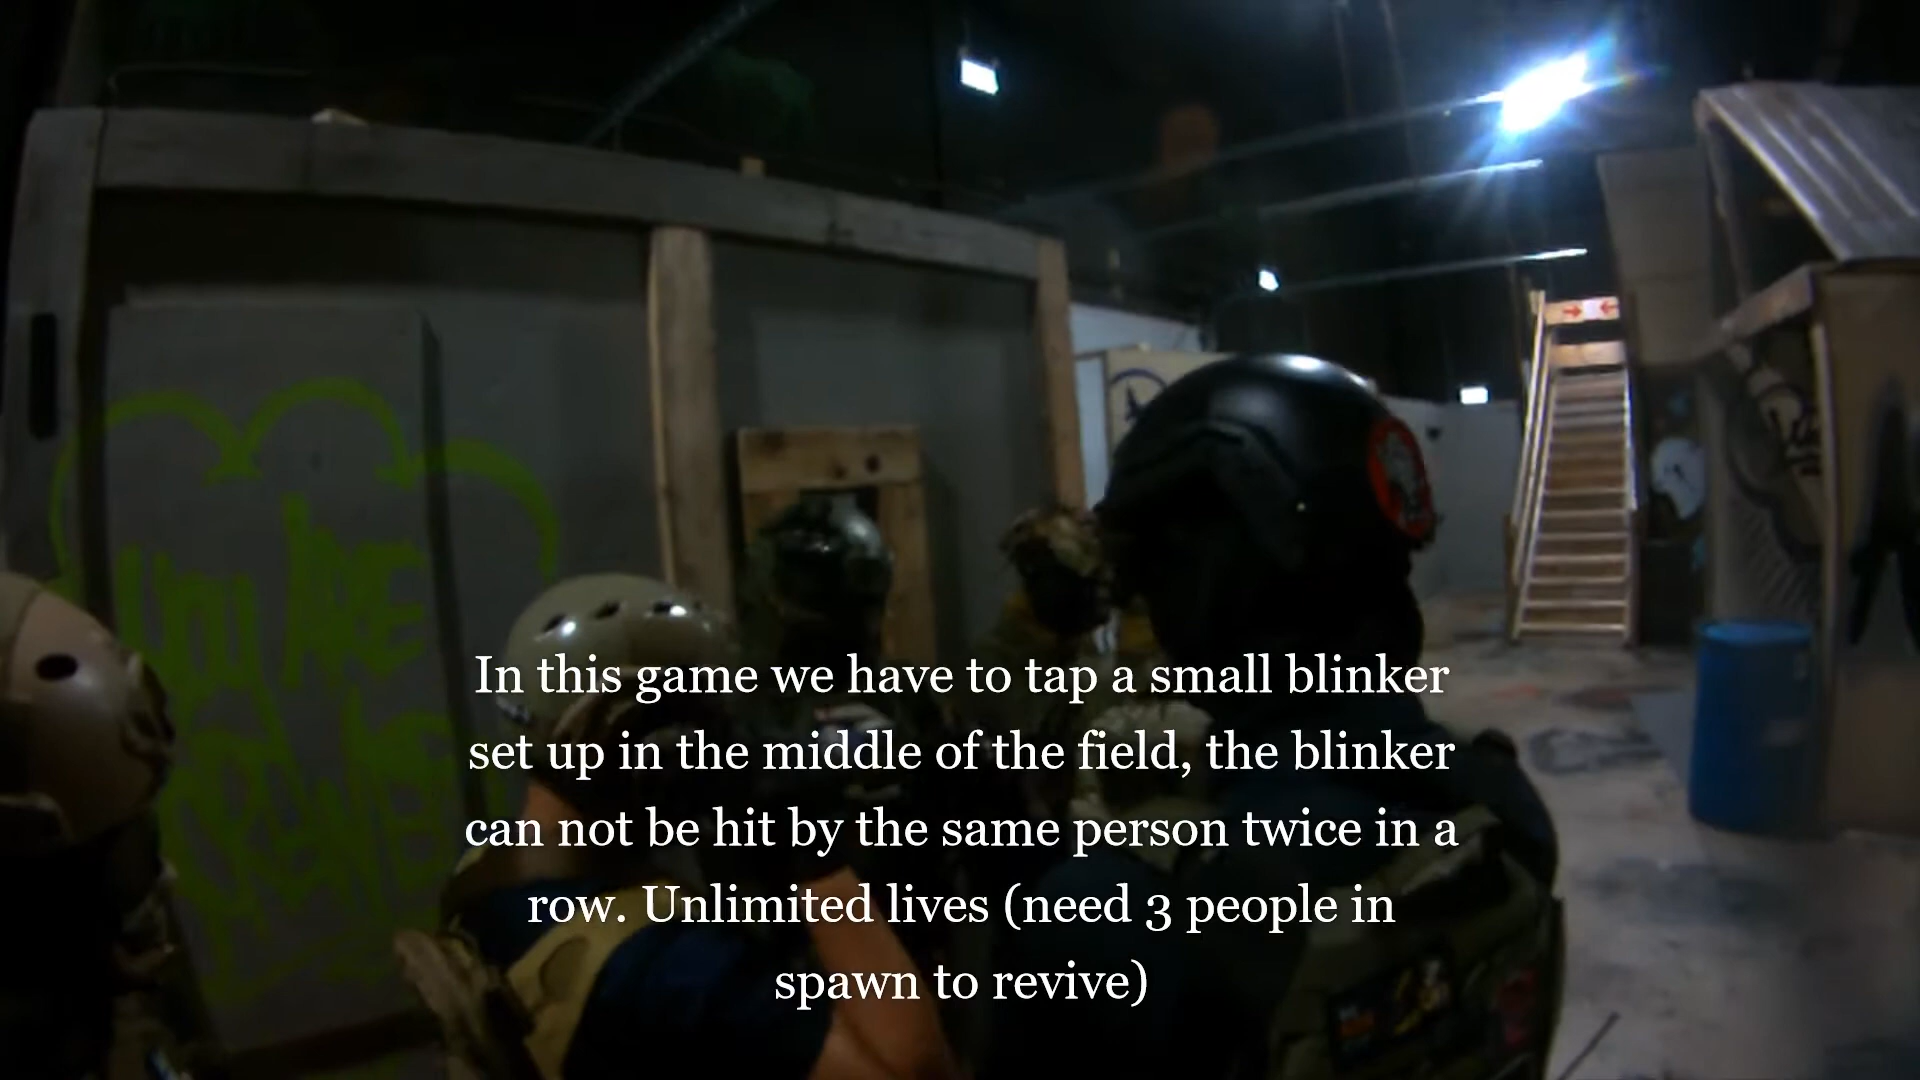 YOU ARE
In this game we have to tap a small blinker
set up in the middle of the field, the blinker
can not be hit by the same person twice in a
row. Unlimited lives (need 3 people in
spawn to revive)